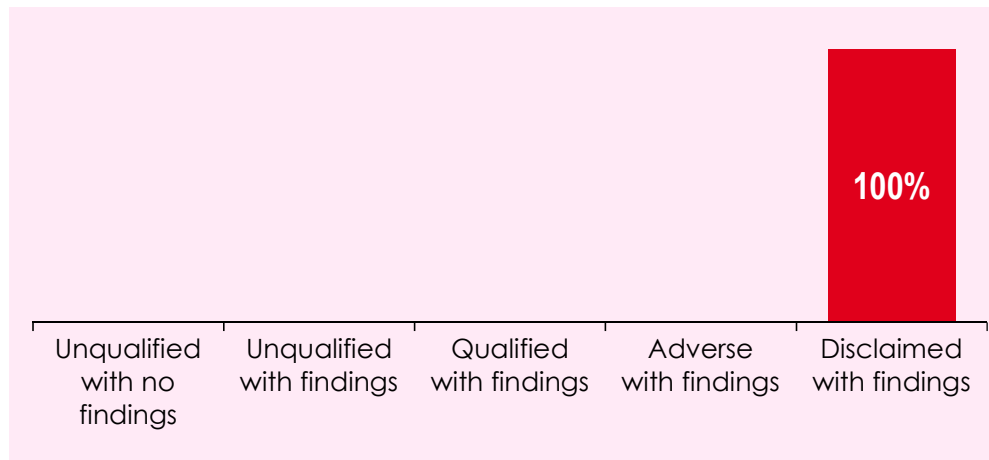 100%
Unqualified
with no
findings
Unqualified
with findings
Qualified
with findings
Adverse
with findings
Disclaimed
with findings